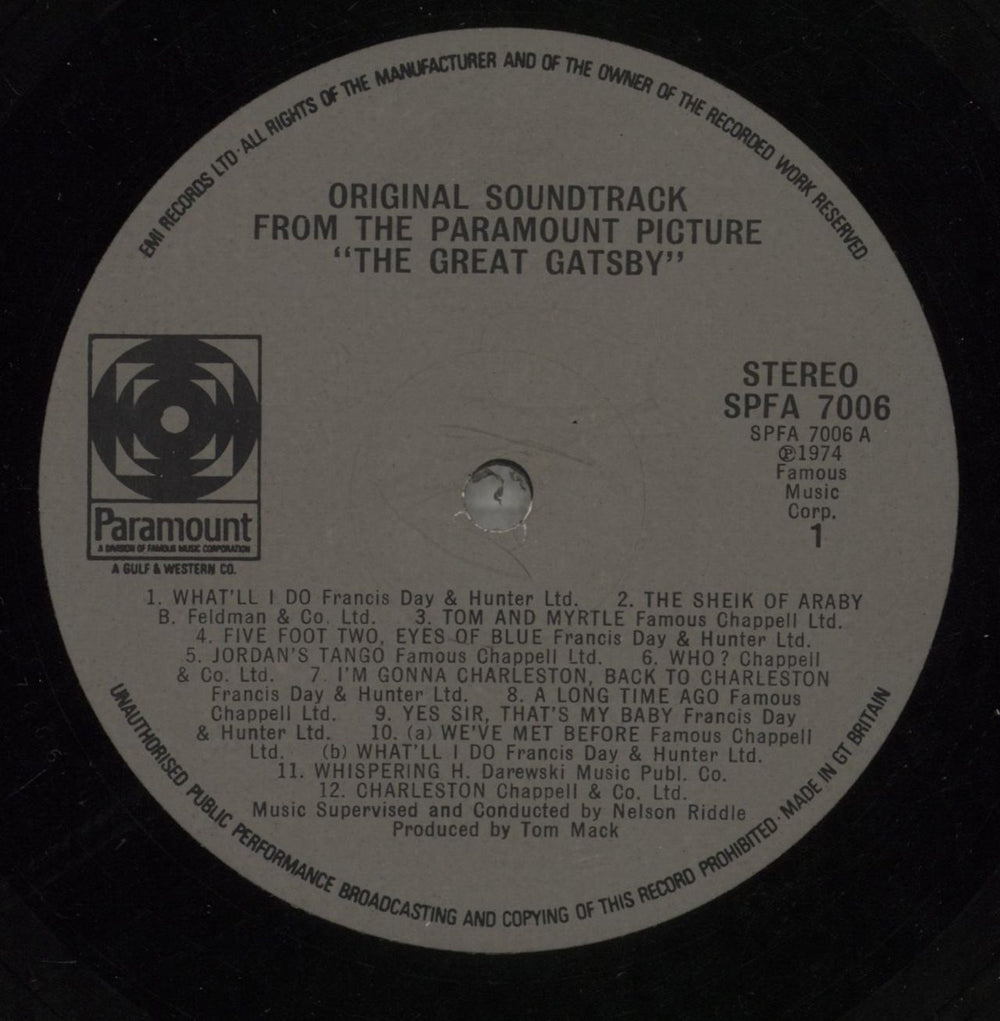 EMI RECORDS LTD · ALL RIGHTS OF THE MANUFACTURER AND OF THE OWNER OF THE RECORDED WORK RESERVED
ORIGINAL SOUNDTRACK
FROM THE PARAMOUNT PICTURE
“THE GREAT GATSBY”
STEREO
SPFA 7006
SPFA 7006 A
℗1974
Famous
Music
Corp.
1
Paramount
A DIVISION OF FAMOUS MUSIC CORPORATION
A GULF & WESTERN CO.
1. WHAT'LL I DO Francis Day & Hunter Ltd. 2. THE SHEIK OF ARABY
B. Feldman & Co. Ltd. 3. TOM AND MYRTLE Famous Chappell Ltd.
4. FIVE FOOT TWO, EYES OF BLUE Francis Day & Hunter Ltd.
5. JORDAN'S TANGO Famous Chappell Ltd. 6. WHO? Chappell
& Co. Ltd. 7. I'M GONNA CHARLESTON, BACK TO CHARLESTON
Francis Day & Hunter Ltd. 8. A LONG TIME AGO Famous
Chappell Ltd. 9. YES SIR, THAT'S MY BABY Francis Day
& Hunter Ltd. 10. (a) WE'VE MET BEFORE Famous Chappell
Ltd. (b) WHAT'LL I DO Francis Day & Hunter Ltd.
11. WHISPERING H. Darewski Music Publ. Co.
12. CHARLESTON Chappell & Co. Ltd.
Music Supervised and Conducted by Nelson Riddle
Produced by Tom Mack
UNAUTHORISED PUBLIC PERFORMANCE BROADCASTING AND COPYING OF THIS RECORD PROHIBITED · MADE IN GT BRITAIN